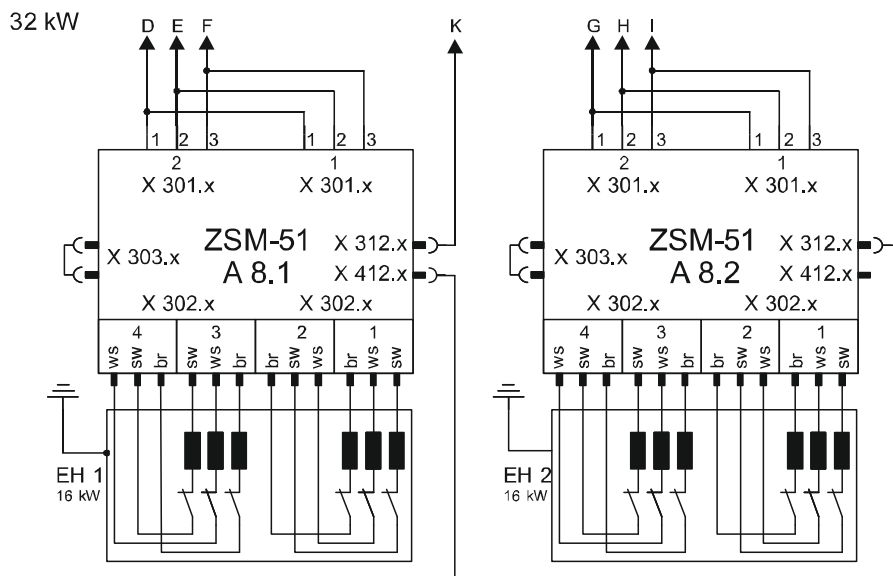 32 kW
D E F K G H I
1 2 3 1 2 3 1 2 3 1 2 3
2 1 2 1
X 301.x X 301.x X 301.x X 301.x
ZSM-51 X 312.x ZSM-51 X 312.x
X 303.x X 303.x
A 8.1 X 412.x A 8.2 X 412.x
X 302.x X 302.x X 302.x X 302.x
4 3 2 1 4 3 2 1
ws sw br sw ws br br sw ws br ws sw ws sw br sw ws br br sw ws br ws sw
EH 1 EH 2
16 kW 16 kW